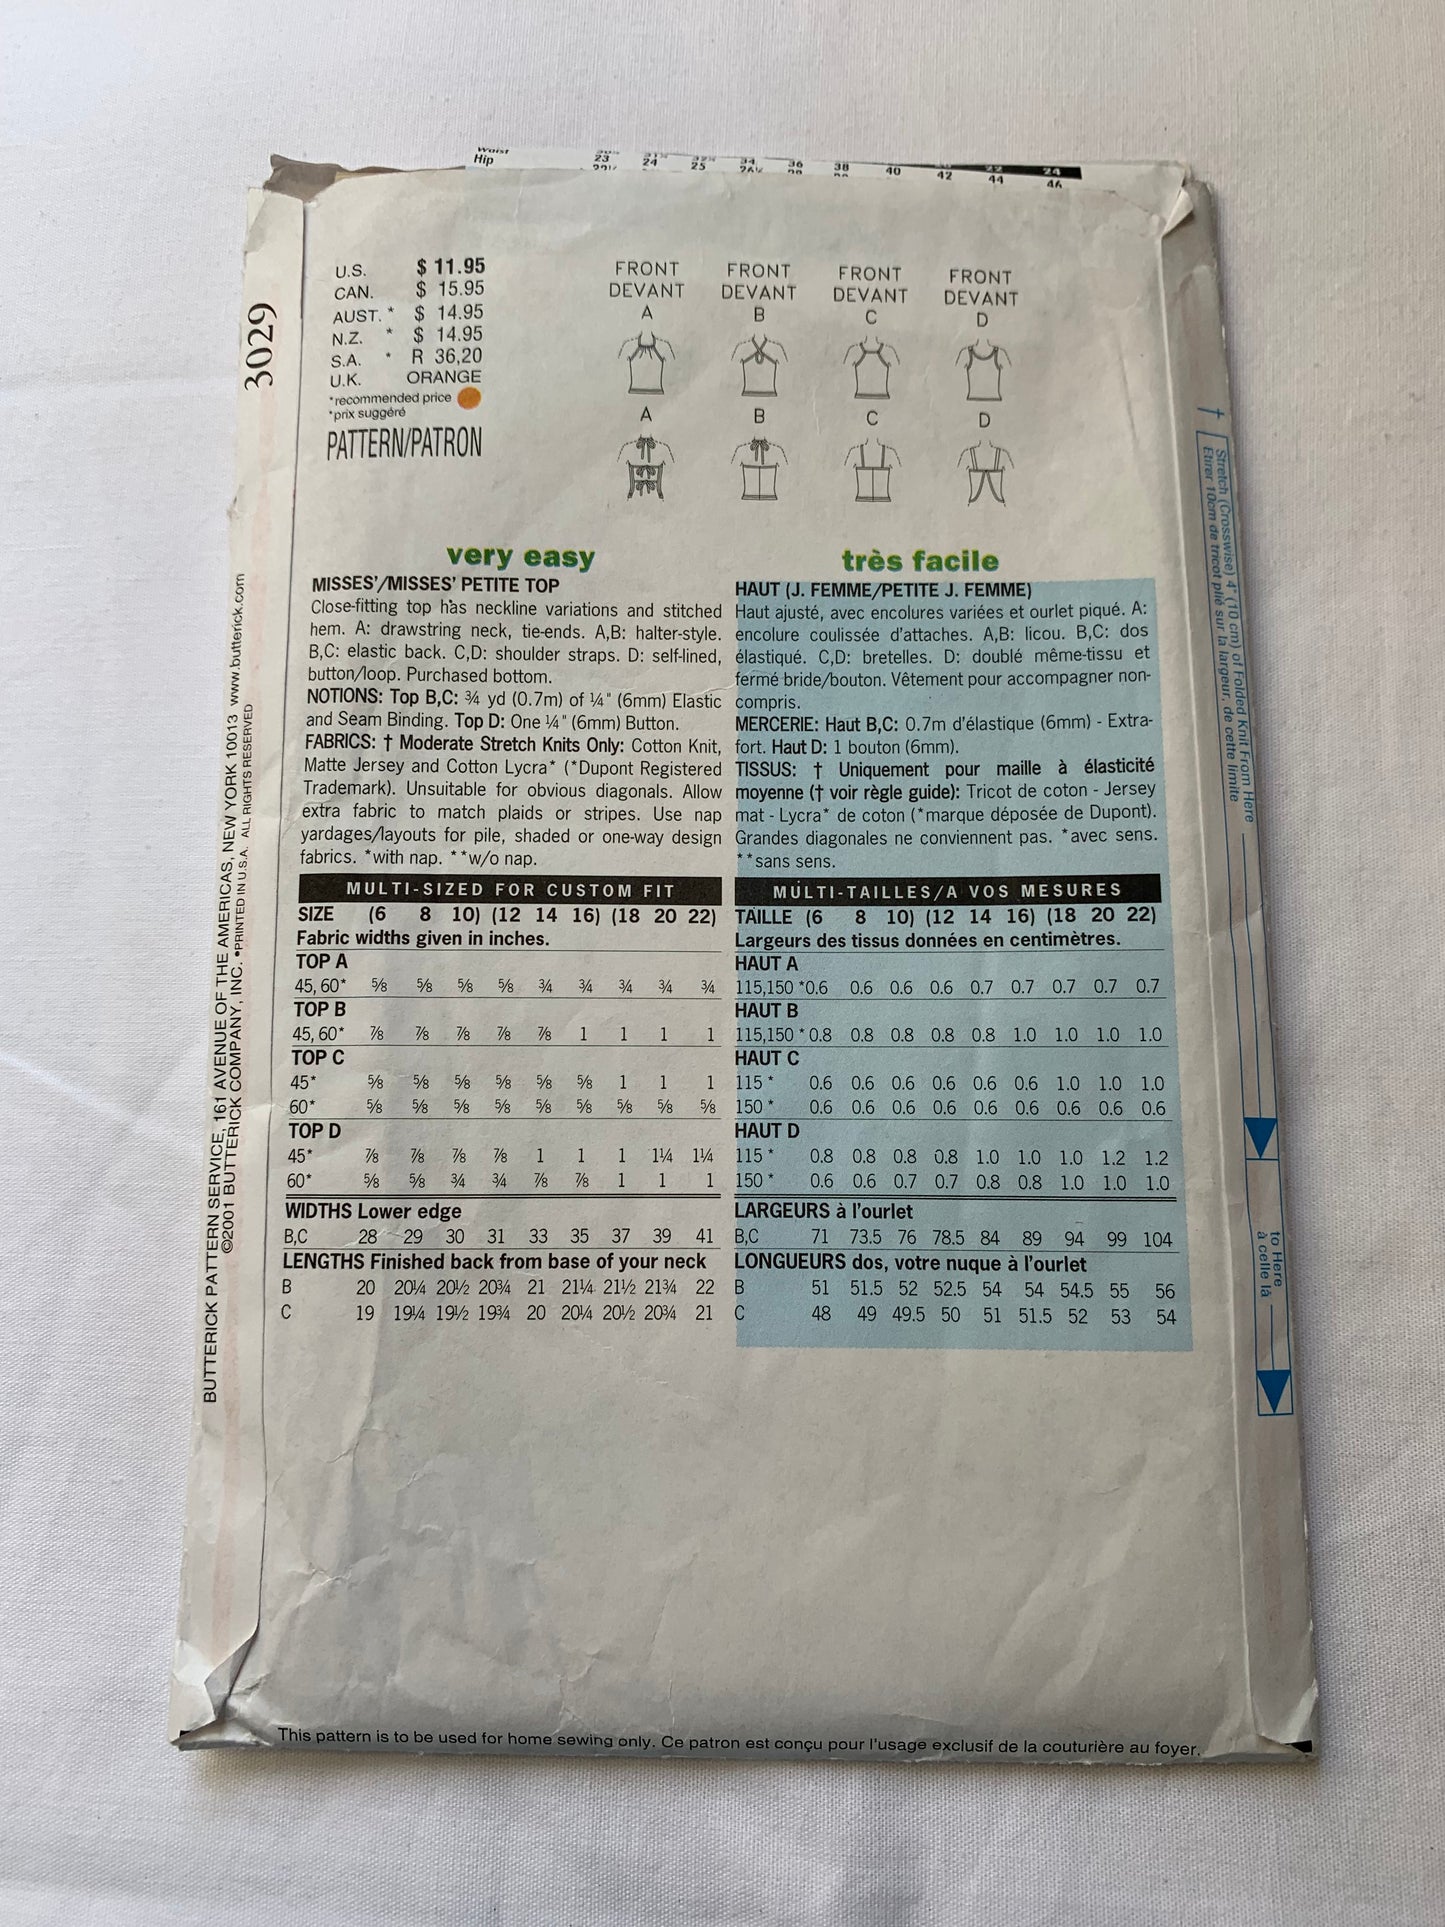 Hip 23 24 25 34 36 38 40 42 44 24
46
U.S. $ 11.95
CAN. $ 15.95
AUST. * $ 14.95
N.Z. * $ 14.95
S.A. * R 36,20
U.K. ORANGE
*recommended price
*prix suggéré
PATTERN/PATRON
FRONT FRONT FRONT FRONT
DEVANT DEVANT DEVANT DEVANT
A B C D
A B C D
very easy
MISSES'/MISSES' PETITE TOP
Close-fitting top has neckline variations and stitched
hem. A: drawstring neck, tie-ends. A,B: halter-style.
B,C: elastic back. C,D: shoulder straps. D: self-lined,
button/loop. Purchased bottom.
NOTIONS: Top B,C: ¾ yd (0.7m) of ¼" (6mm) Elastic
and Seam Binding. Top D: One ¼" (6mm) Button.
FABRICS: † Moderate Stretch Knits Only: Cotton Knit,
Matte Jersey and Cotton Lycra* (*Dupont Registered
Trademark). Unsuitable for obvious diagonals. Allow
extra fabric to match plaids or stripes. Use nap
yardages/layouts for pile, shaded or one-way design
fabrics. *with nap. **w/o nap.
MULTI-SIZED FOR CUSTOM FIT
SIZE (6 8 10) (12 14 16) (18 20 22)
Fabric widths given in inches.
TOP A
45, 60* ⅝ ⅝ ⅝ ⅝ ¾ ¾ ¾ ¾ ¾
TOP B
45, 60* ⅞ ⅞ ⅞ ⅞ ⅞ 1 1 1 1
TOP C
45* ⅝ ⅝ ⅝ ⅝ ⅝ ⅝ 1 1 1
60* ⅝ ⅝ ⅝ ⅝ ⅝ ⅝ ⅝ ⅝ ⅝
TOP D
45* ⅞ ⅞ ⅞ ⅞ 1 1 1 1¼ 1¼
60* ⅝ ⅝ ¾ ¾ ⅞ ⅞ 1 1 1
WIDTHS Lower edge
B,C 28 29 30 31 33 35 37 39 41
LENGTHS Finished back from base of your neck
B 20 20¼ 20½ 20¾ 21 21¼ 21½ 21¾ 22
C 19 19¼ 19½ 19¾ 20 20¼ 20½ 20¾ 21
très facile
HAUT (J. FEMME/PETITE J. FEMME)
Haut ajusté, avec encolures variées et ourlet piqué. A:
encolure coulissée d'attaches. A,B: licou. B,C: dos
élastiqué. C,D: bretelles. D: doublé même-tissu et
fermé bride/bouton. Vêtement pour accompagner non-
compris.
MERCERIE: Haut B,C: 0.7m d'élastique (6mm) - Extra-
fort. Haut D: 1 bouton (6mm).
TISSUS: † Uniquement pour maille à élasticité
moyenne († voir règle guide): Tricot de coton - Jersey
mat - Lycra* de coton (*marque déposée de Dupont).
Grandes diagonales ne conviennent pas. *avec sens.
**sans sens.
MULTI-TAILLES/A VOS MESURES
TAILLE (6 8 10) (12 14 16) (18 20 22)
Largeurs des tissus données en centimètres.
HAUT A
115,150 *0.6 0.6 0.6 0.6 0.7 0.7 0.7 0.7 0.7
HAUT B
115,150 *0.8 0.8 0.8 0.8 0.8 1.0 1.0 1.0 1.0
HAUT C
115 * 0.6 0.6 0.6 0.6 0.6 0.6 1.0 1.0 1.0
150 * 0.6 0.6 0.6 0.6 0.6 0.6 0.6 0.6 0.6
HAUT D
115 * 0.8 0.8 0.8 0.8 1.0 1.0 1.0 1.2 1.2
150 * 0.6 0.6 0.7 0.7 0.8 0.8 1.0 1.0 1.0
LARGEURS à l'ourlet
B,C 71 73.5 76 78.5 84 89 94 99 104
LONGUEURS dos, votre nuque à l'ourlet
B 51 51.5 52 52.5 54 54 54.5 55 56
C 48 49 49.5 50 51 51.5 52 53 54
3029
BUTTERICK PATTERN SERVICE, 161 AVENUE OF THE AMERICAS, NEW YORK 10013 www.butterick.com
©2001 BUTTERICK COMPANY, INC. •PRINTED IN U.S.A. ALL RIGHTS RESERVED
†
Stretch (Crosswise) 4" (10 cm) of Folded Knit From Here
Etirer 10cm de tricot plié sur la largeur, de cette limite
to Here
à celle là
This pattern is to be used for home sewing only. Ce patron est conçu pour l'usage exclusif de la couturière au foyer.